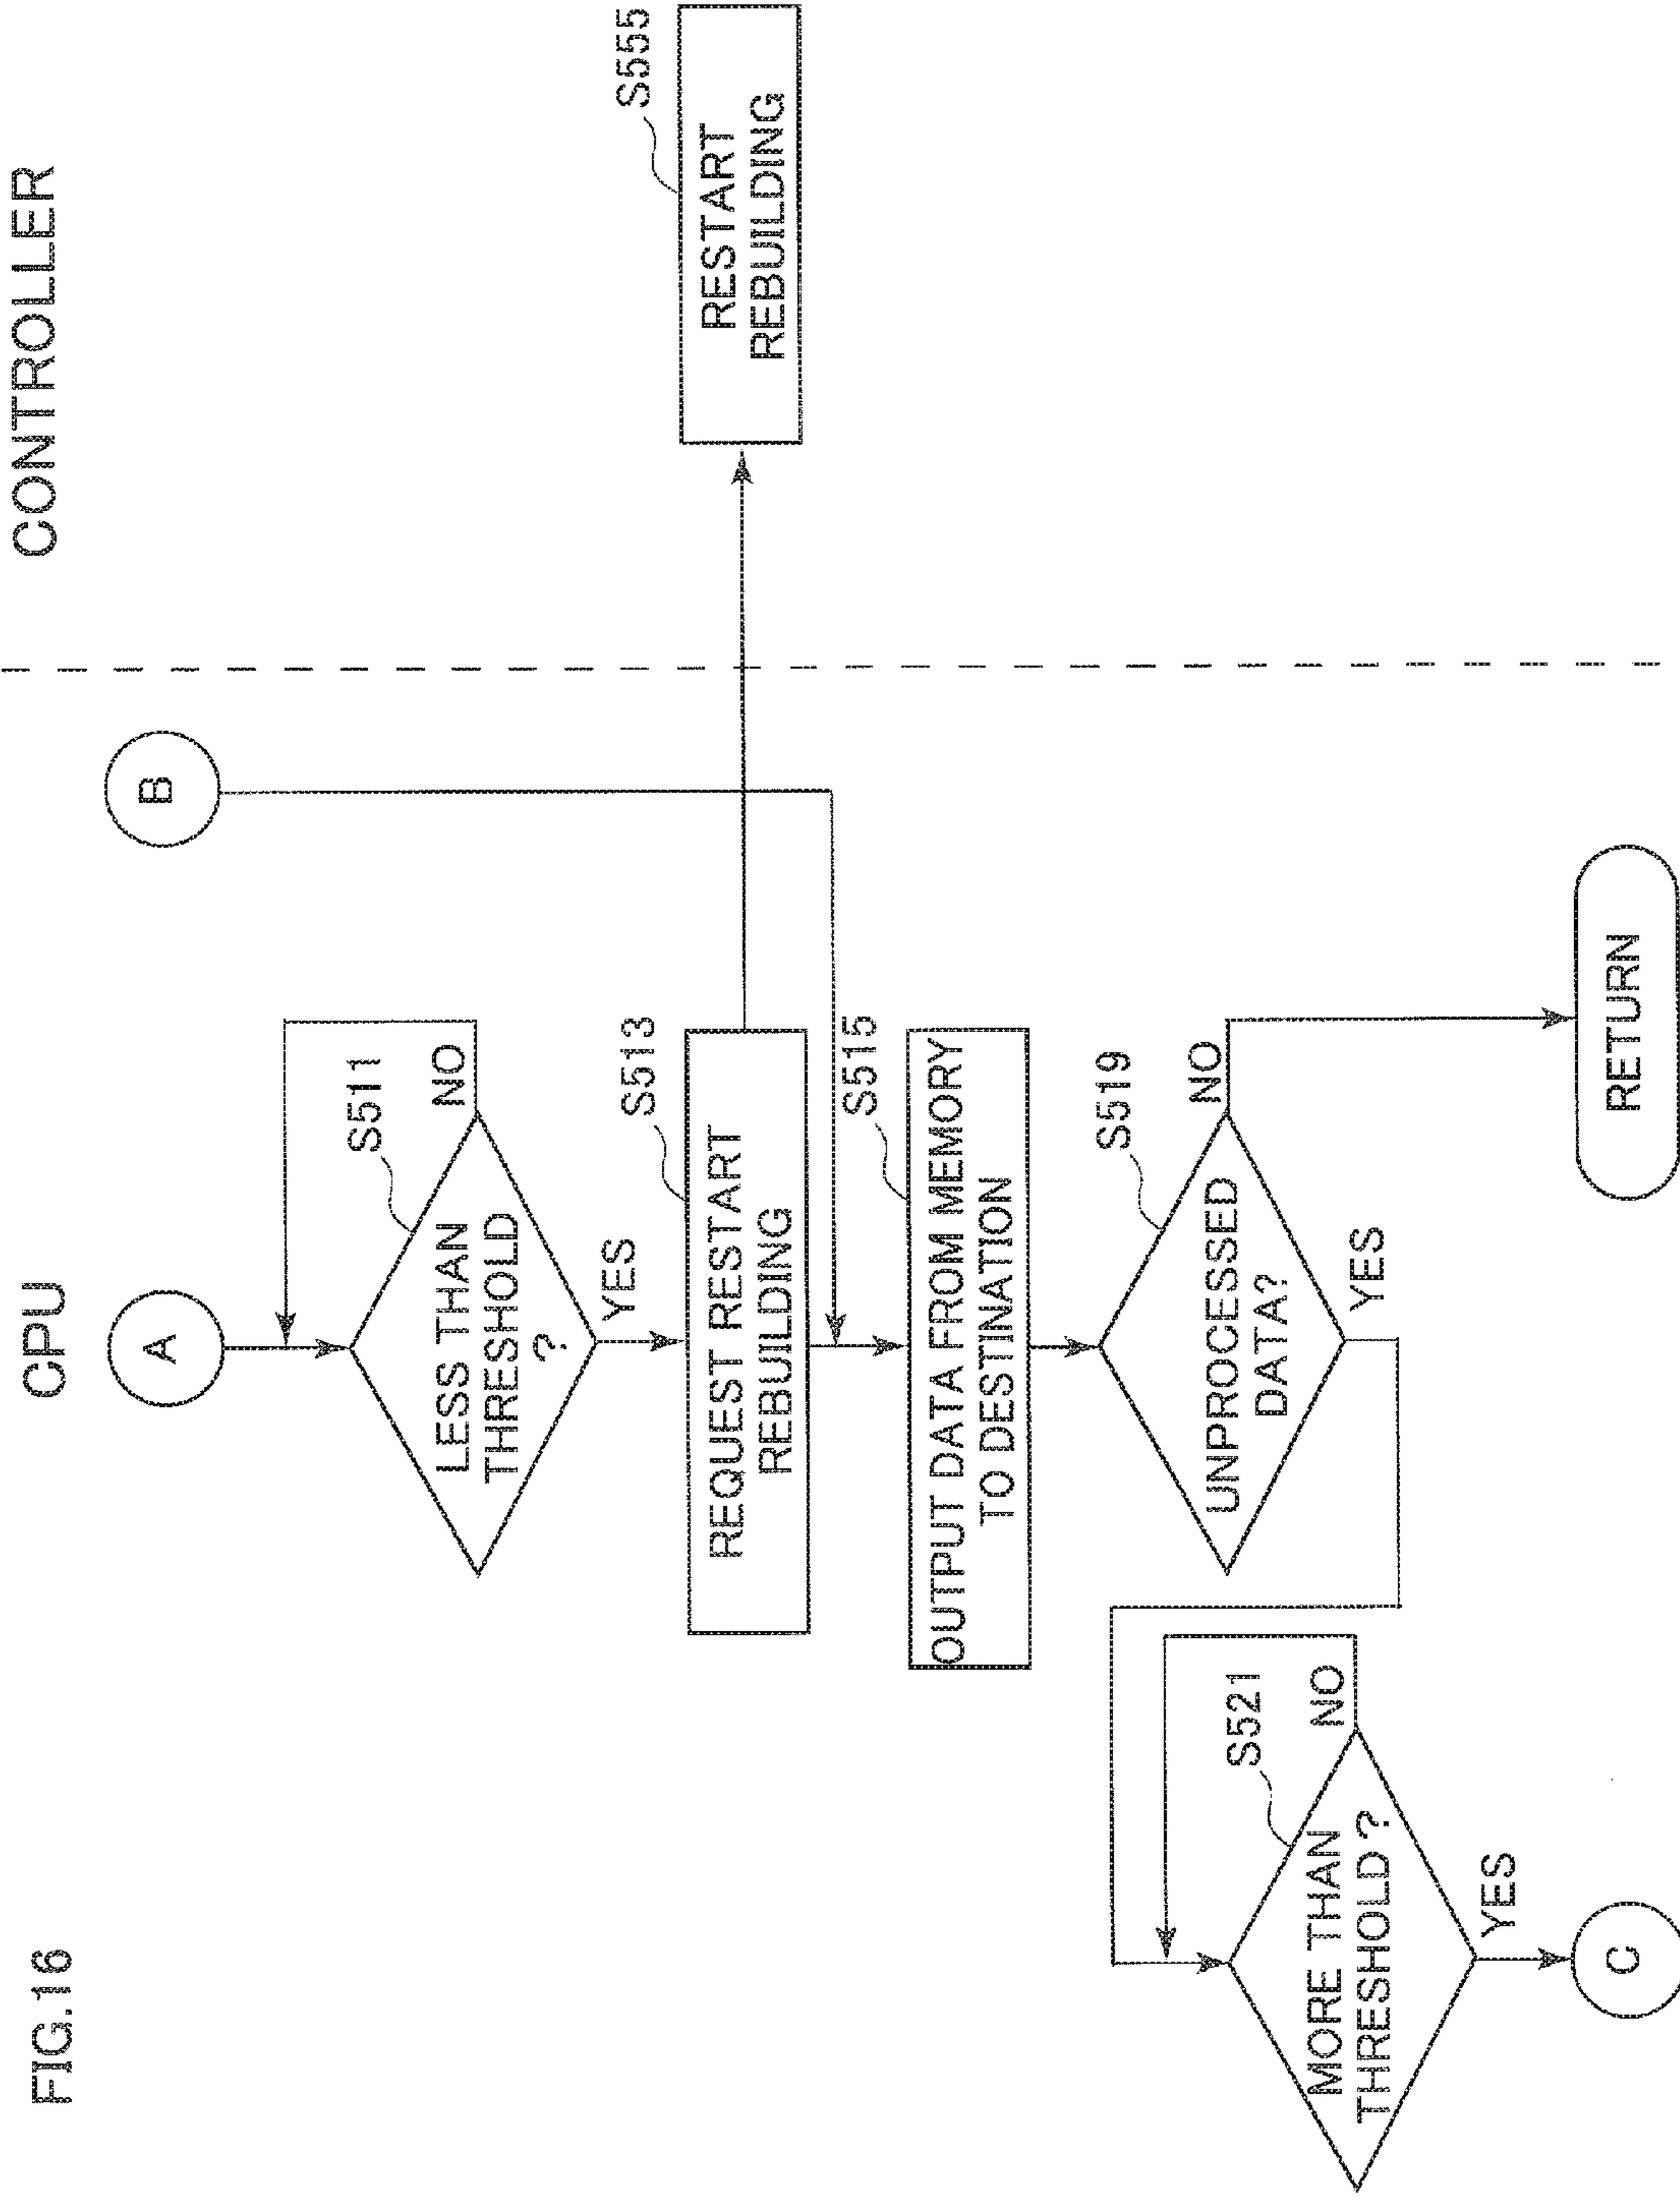 FIG.16
CPU
CONTROLLER
A
B
S511
LESS THAN
THRESHOLD
?
NO
YES
S513
REQUEST RESTART
REBUILDING
S555
RESTART
REBUILDING
S515
OUTPUT DATA FROM MEMORY
TO DESTINATION
S519
UNPROCESSED
DATA?
NO
YES
S521
MORE THAN
THRESHOLD?
NO
YES
C
RETURN